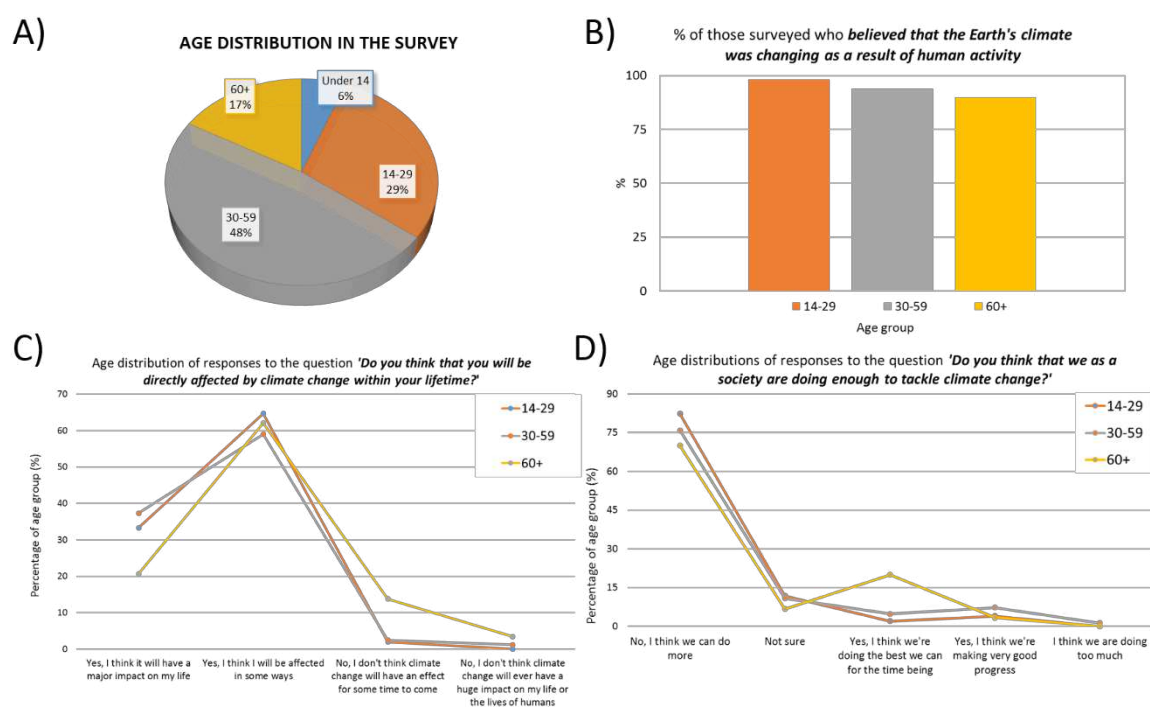 A)
AGE DISTRIBUTION IN THE SURVEY
Under 14
6%
60+
17%
14-29
29%
30-59
48%
B)
% of those surveyed who believed that the Earth's climate
was changing as a result of human activity
100
75
50
25
0
%
14-29
30-59
60+
Age group
C)
Age distribution of responses to the question 'Do you think that you will be
directly affected by climate change within your lifetime?'
70
60
50
40
30
20
10
0
Percentage of age group (%)
14-29
30-59
60+
Yes, I think it will have a
major impact on my life
Yes, I think I will be affected
in some ways
No, I don't think climate
change will have an effect
for some time to come
No, I don't think climate
change will ever have a
huge impact on my life or
the lives of humans
D)
Age distributions of responses to the question 'Do you think that we as a
society are doing enough to tackle climate change?'
90
75
60
45
30
15
0
Percentage of age group (%)
14-29
30-59
60+
No, I think we can do
more
Not sure
Yes, I think we're
doing the best we can
for the time being
Yes, I think we're
making very good
progress
I think we are doing
too much